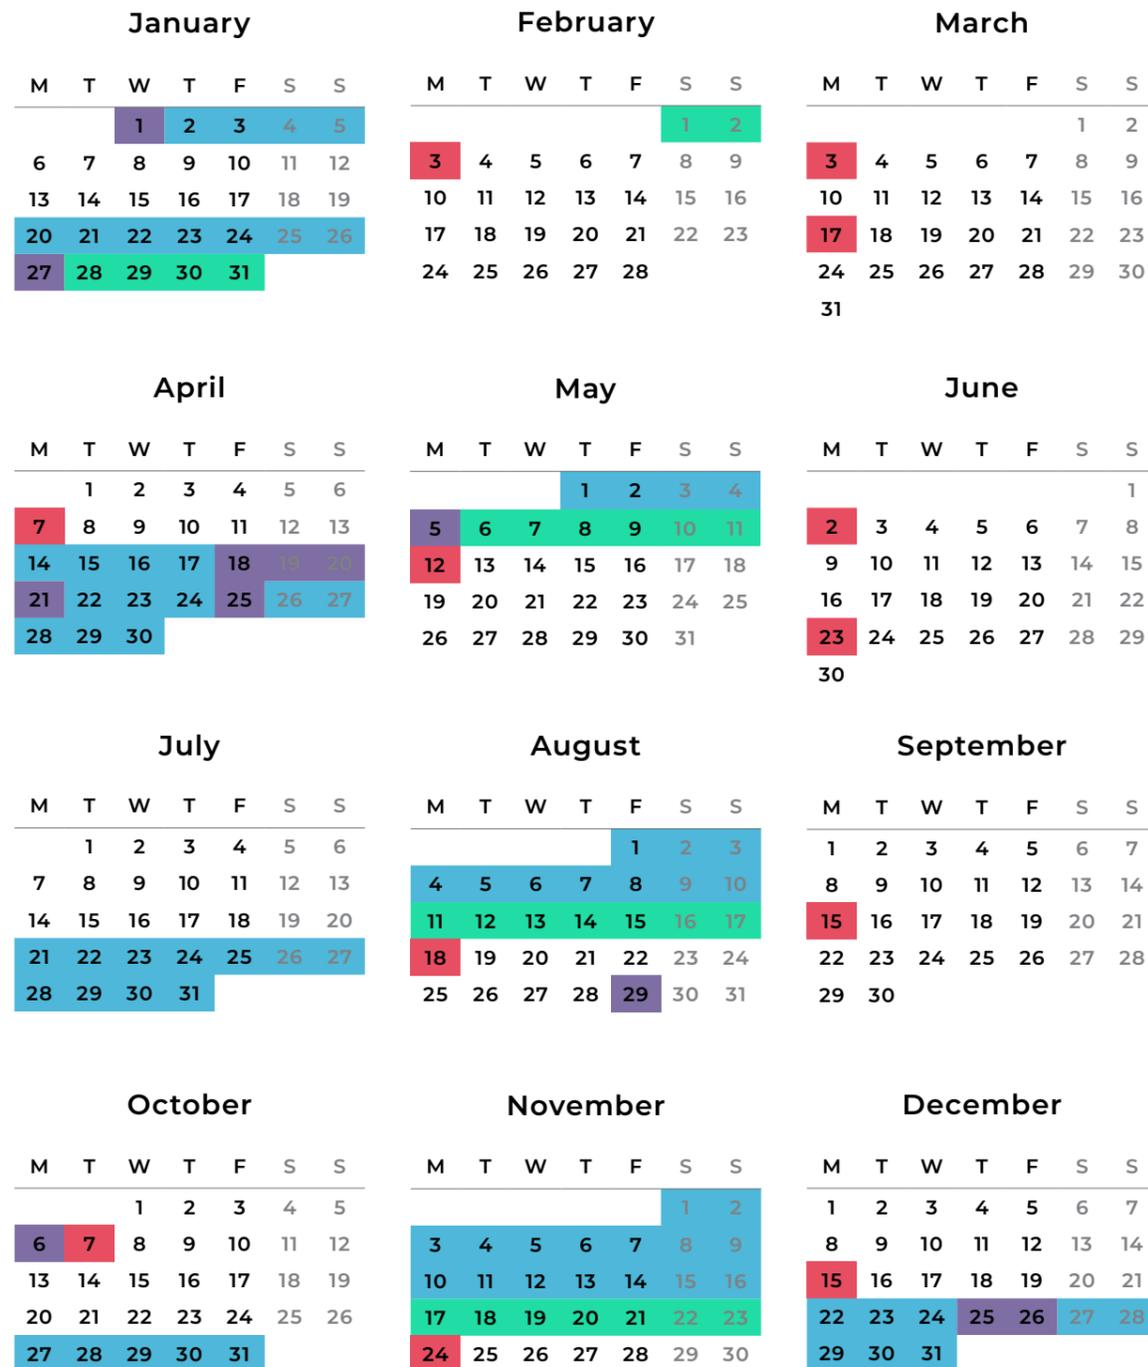 January
M T W T F S S
1 2 3 4 5
6 7 8 9 10 11 12
13 14 15 16 17 18 19
20 21 22 23 24 25 26
27 28 29 30 31
February
M T W T F S S
1 2
3 4 5 6 7 8 9
10 11 12 13 14 15 16
17 18 19 20 21 22 23
24 25 26 27 28
March
M T W T F S S
1 2
3 4 5 6 7 8 9
10 11 12 13 14 15 16
17 18 19 20 21 22 23
24 25 26 27 28 29 30
31
April
M T W T F S S
1 2 3 4 5 6
7 8 9 10 11 12 13
14 15 16 17 18 19 20
21 22 23 24 25 26 27
28 29 30
May
M T W T F S S
1 2 3 4
5 6 7 8 9 10 11
12 13 14 15 16 17 18
19 20 21 22 23 24 25
26 27 28 29 30 31
June
M T W T F S S
1
2 3 4 5 6 7 8
9 10 11 12 13 14 15
16 17 18 19 20 21 22
23 24 25 26 27 28 29
30
July
M T W T F S S
1 2 3 4 5 6
7 8 9 10 11 12 13
14 15 16 17 18 19 20
21 22 23 24 25 26 27
28 29 30 31
August
M T W T F S S
1 2 3
4 5 6 7 8 9 10
11 12 13 14 15 16 17
18 19 20 21 22 23 24
25 26 27 28 29 30 31
September
M T W T F S S
1 2 3 4 5 6 7
8 9 10 11 12 13 14
15 16 17 18 19 20 21
22 23 24 25 26 27 28
29 30
October
M T W T F S S
1 2 3 4 5
6 7 8 9 10 11 12
13 14 15 16 17 18 19
20 21 22 23 24 25 26
27 28 29 30 31
November
M T W T F S S
1 2
3 4 5 6 7 8 9
10 11 12 13 14 15 16
17 18 19 20 21 22 23
24 25 26 27 28 29 30
December
M T W T F S S
1 2 3 4 5 6 7
8 9 10 11 12 13 14
15 16 17 18 19 20 21
22 23 24 25 26 27 28
29 30 31